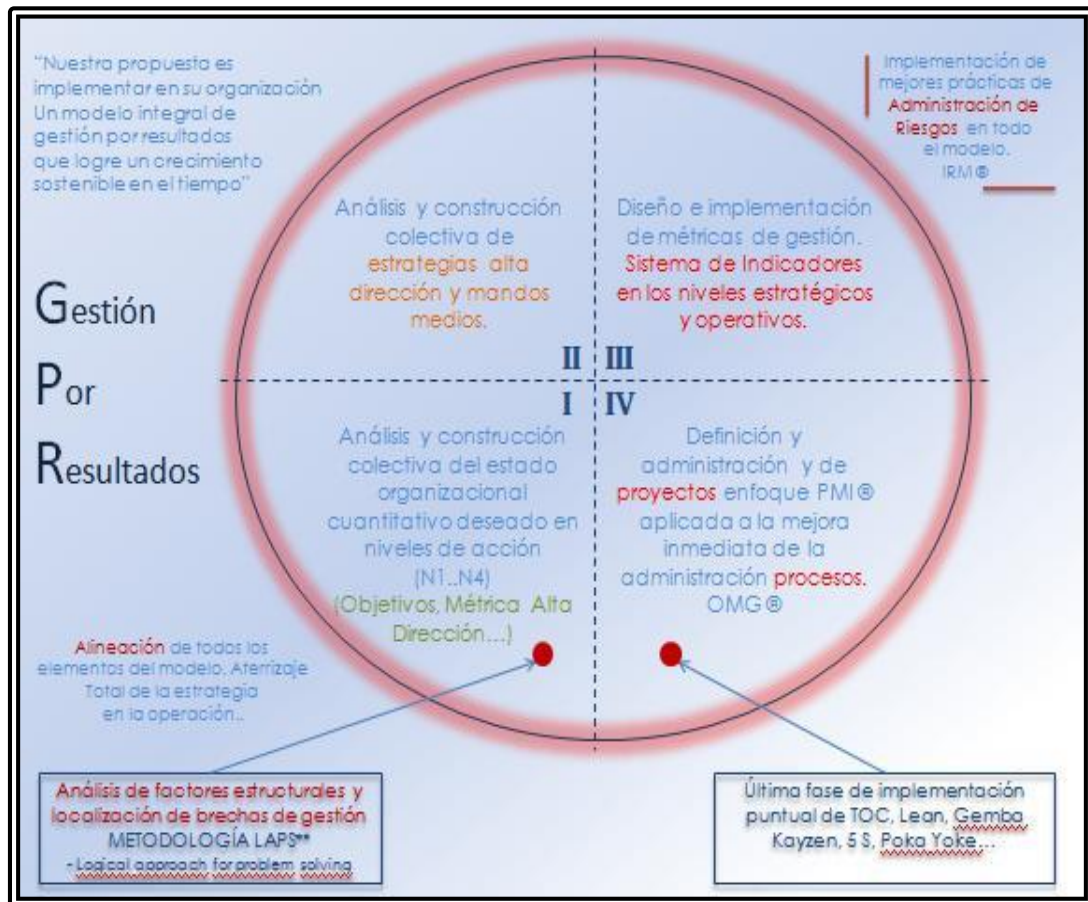 “Nuestra propuesta es
implementar en su organización
Un modelo integral de
gestión por resultados
que logre un crecimiento
sostenible en el tiempo”
Implementación de
mejores prácticas de
Administración de
Riesgos en todo
el modelo.
IRM®
Gestión
Por
Resultados
Análisis y construcción
colectiva de
estrategias alta
dirección y mandos
medios.
II
Diseño e implementación
de métricas de gestión.
Sistema de Indicadores
en los niveles estratégicos
y operativos.
III
I
Análisis y construcción
colectiva del estado
organizacional
cuantitativo deseado en
niveles de acción
(N1..N4)
(Objetivos, Métrica Alta
Dirección...)
IV
Definición y
administración y de
proyectos enfoque PMI®
aplicada a la mejora
inmediata de la
administración procesos.
OMG®
Alineación de todos los
elementos del modelo. Aterrizaje
Total de la estrategia
en la operación..
Análisis de factores estructurales y
localización de brechas de gestión
METODOLOGÍA LAPS**
- Logical approach for problem solving
Última fase de implementación
puntual de TOC, Lean, Gemba
Kayzen, 5 S, Poka Yoke...